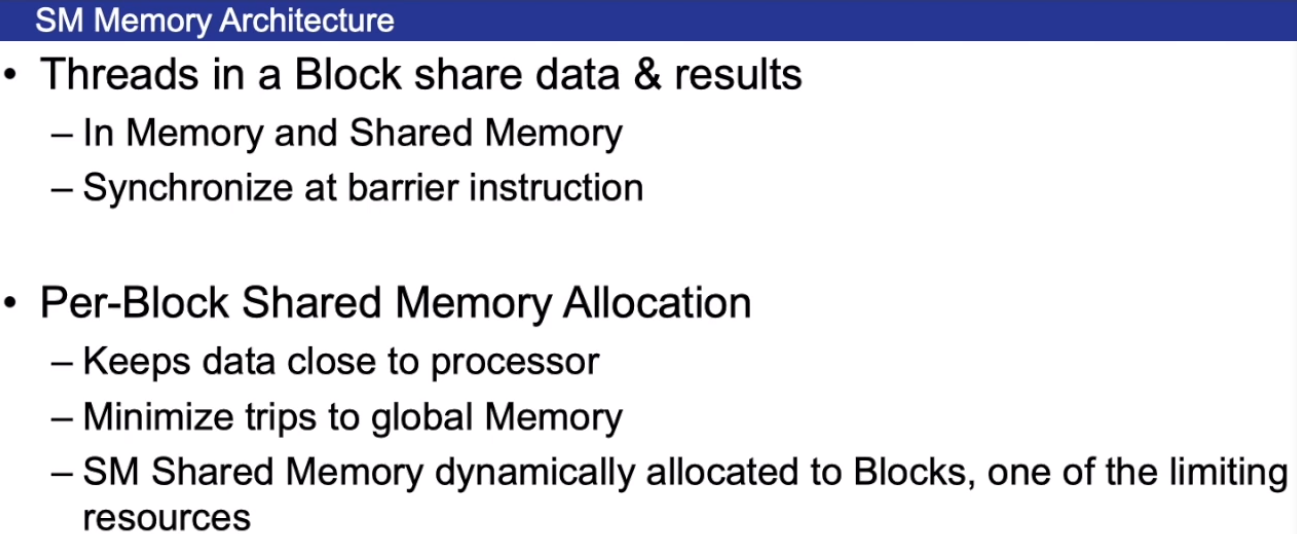 SM Memory Architecture
• Threads in a Block share data & results
– In Memory and Shared Memory
– Synchronize at barrier instruction
• Per-Block Shared Memory Allocation
– Keeps data close to processor
– Minimize trips to global Memory
– SM Shared Memory dynamically allocated to Blocks, one of the limiting
resources